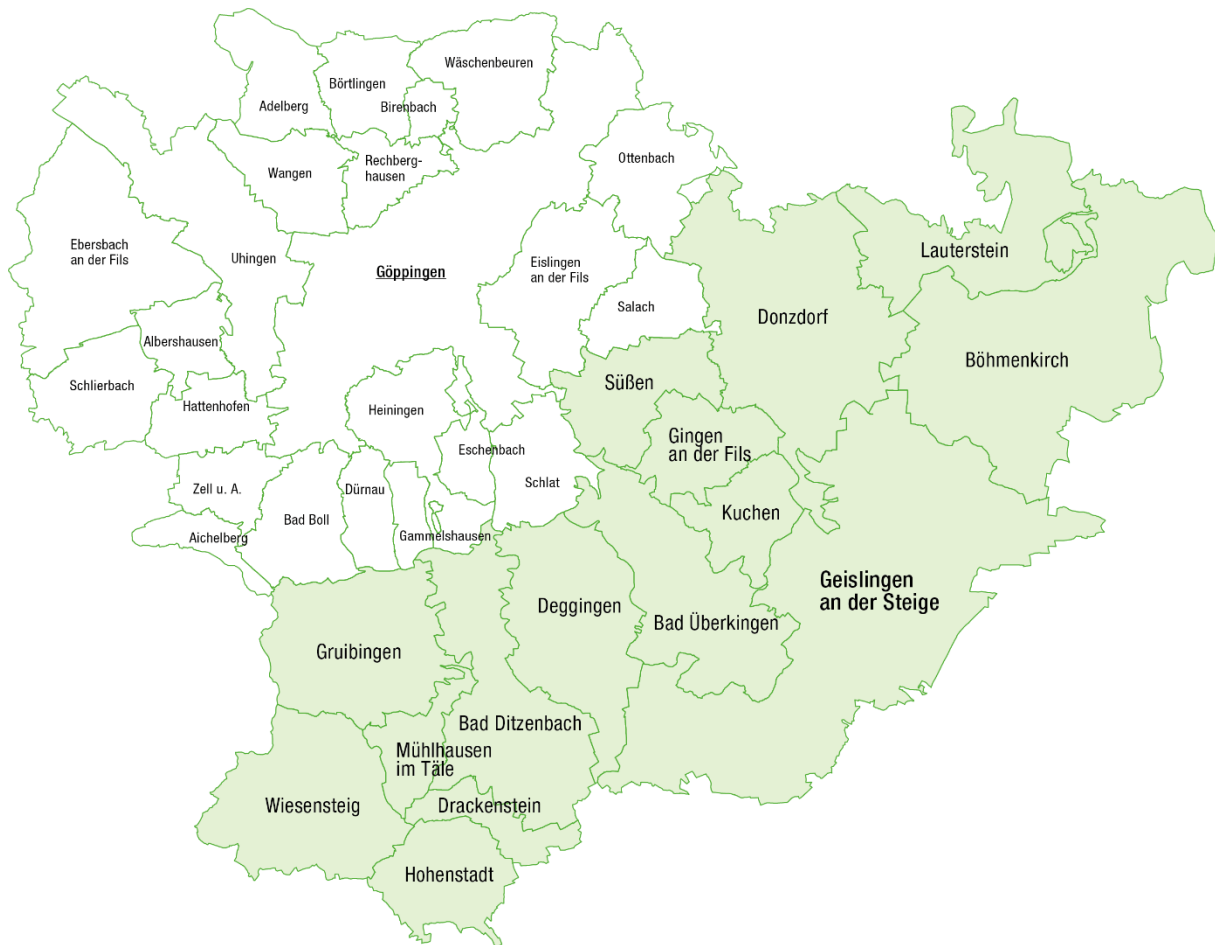 Wäschenbeuren
Börtlingen
Adelberg
Birenbach
Ottenbach
Rechberg-
hausen
Wangen
Ebersbach
an der Fils
Uhingen
Göppingen
Eislingen
an der Fils
Lauterstein
Salach
Donzdorf
Albershausen
Böhmenkirch
Schlierbach
Süßen
Hattenhofen
Heiningen
Gingen
an der Fils
Eschenbach
Schlat
Zell u. A.
Dürnau
Kuchen
Bad Boll
Aichelberg
Gammelshausen
Geislingen
an der Steige
Deggingen
Bad Überkingen
Gruibingen
Bad Ditzenbach
Mühlhausen
im Täle
Wiesensteig
Drackenstein
Hohenstadt